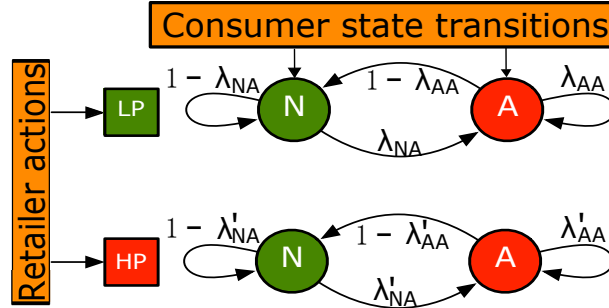 Consumer state transitions
Retailer actions
LP
1 − λNA
N
1 − λAA
A
λAA
λNA
HP
1 − λ'NA
N
1 − λ'AA
A
λ'AA
λ'NA